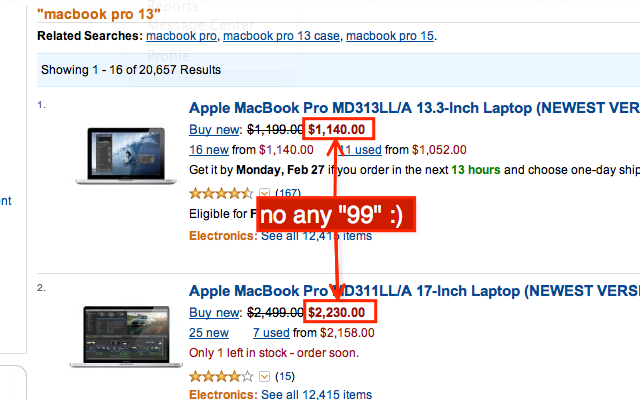 Reports
Message Center
Profile
"macbook pro 13"
Related Searches: macbook pro, macbook pro 13 case, macbook pro 15.
Showing 1 - 16 of 20,657 Results
1.
Apple MacBook Pro MD313LL/A 13.3-Inch Laptop (NEWEST VERS
Buy new: $1,199.00 $1,140.00
16 new from $1,140.00 11 used from $1,052.00
Get it by Monday, Feb 27 if you order in the next 13 hours and choose one-day ship
(167)
nt
Eligible for F
no any "99" :)
Electronics: See all 12,415 items
2.
Apple MacBook Pro MD311LL/A 17-Inch Laptop (NEWEST VERSI
Buy new: $2,499.00 $2,230.00
25 new 7 used from $2,158.00
Only 1 left in stock - order soon.
(15)
Electronics: See all 12,415 items